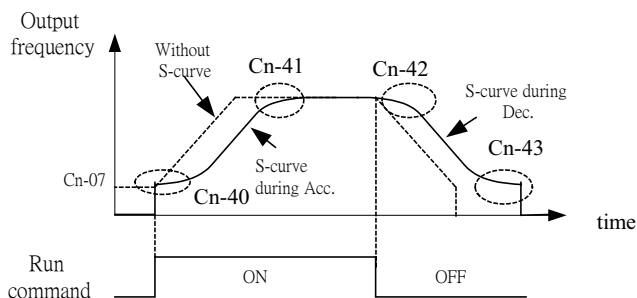 Output
frequency
Without
S-curve
Cn-41
Cn-42
S-curve during
Dec.
Cn-43
Cn-07
Cn-40
S-curve
during Acc.
time
Run
command
ON
OFF